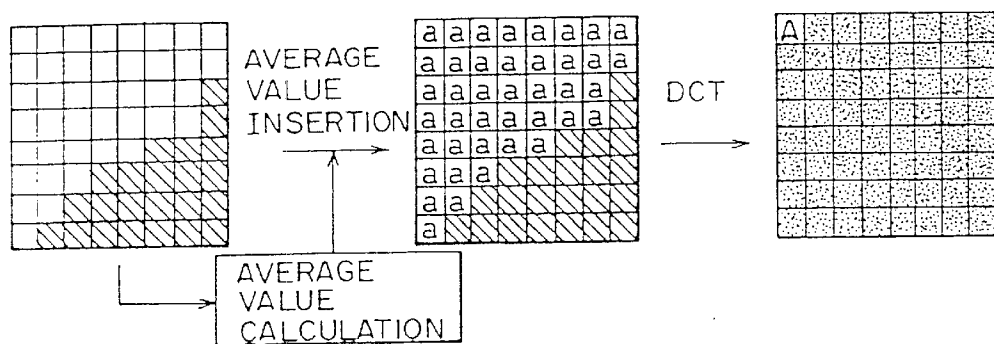 AVERAGE
VALUE
INSERTION
a a a a a a a a
a a a a a a a a
a a a a a a a
a a a a a a a
a a a a a
a a a
a a
a
DCT
A
AVERAGE
VALUE
CALCULATION